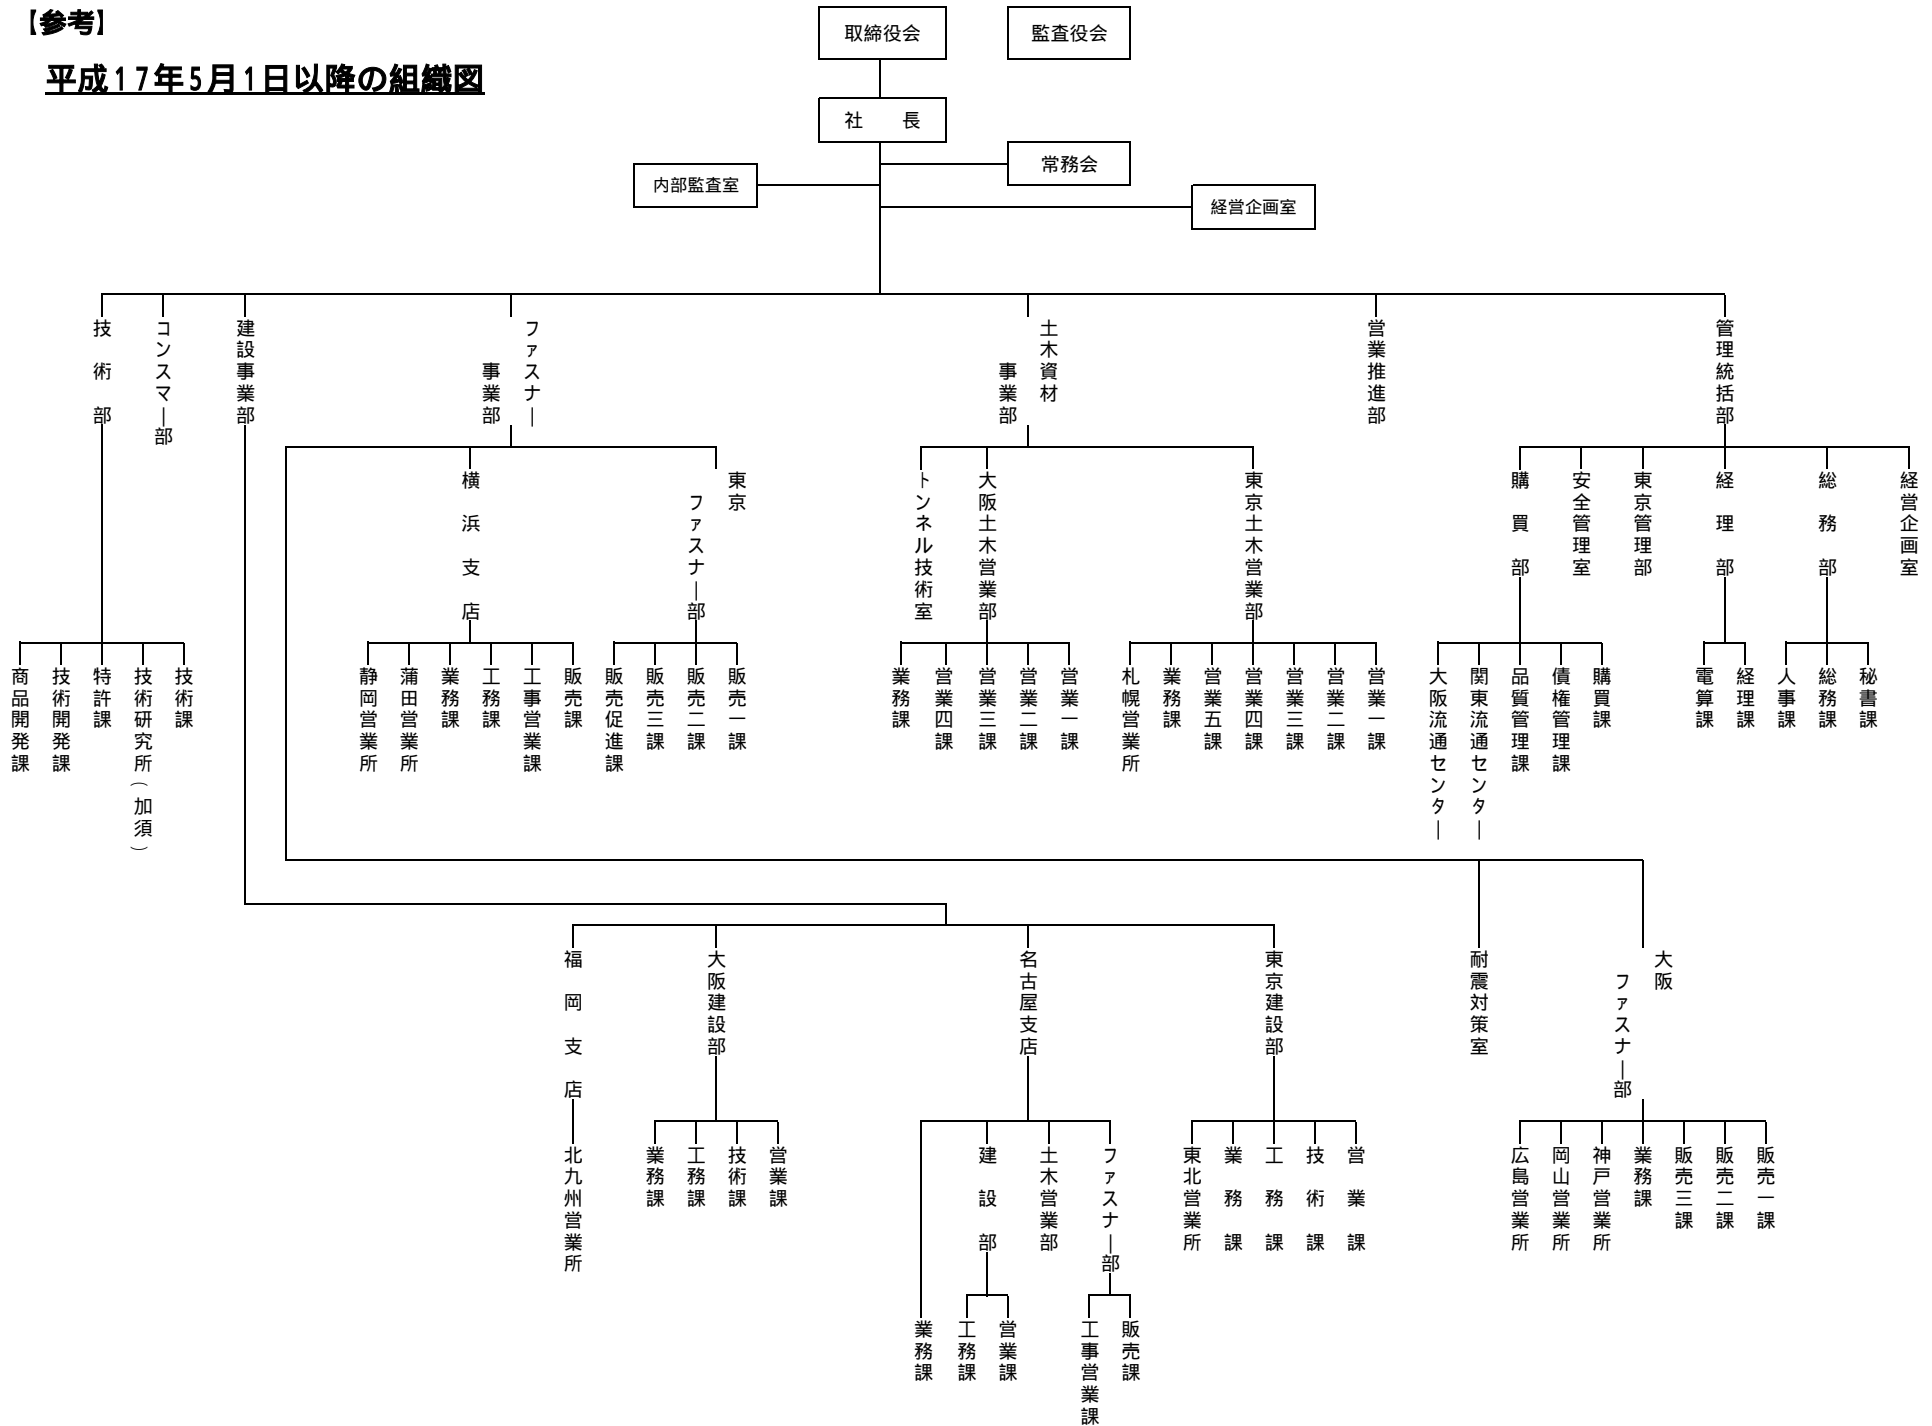 【参考】
平成17年5月1日以降の組織図
取締役会
監査役会
社　長
常務会
内部監査室
経営企画室
技術部
コンスマー部
建設事業部
ファスナー
事業部
土木資材
事業部
営業推進部
管理統括部
横浜支店
東京
ファスナー部
トンネル技術室
大阪土木営業部
東京土木営業部
購買部
安全管理室
東京管理部
経理部
総務部
経営企画室
商品開発課
技術開発課
特許課
技術研究所（加須）
技術課
静岡営業所
蒲田営業所
業務課
工務課
工事営業課
販売課
販売促進課
販売三課
販売二課
販売一課
業務課
営業四課
営業三課
営業二課
営業一課
札幌営業所
業務課
営業五課
営業四課
営業三課
営業二課
営業一課
大阪流通センター
関東流通センター
品質管理課
債権管理課
購買課
電算課
経理課
人事課
総務課
秘書課
福岡支店
大阪建設部
名古屋支店
東京建設部
耐震対策室
大阪
ファスナー部
北九州営業所
業務課
工務課
技術課
営業課
建設部
土木営業部
ファスナー部
東北営業所
業務課
工務課
技術課
営業課
広島営業所
岡山営業所
神戸営業所
業務課
販売三課
販売二課
販売一課
業務課
工務課
営業課
工事営業課
販売課